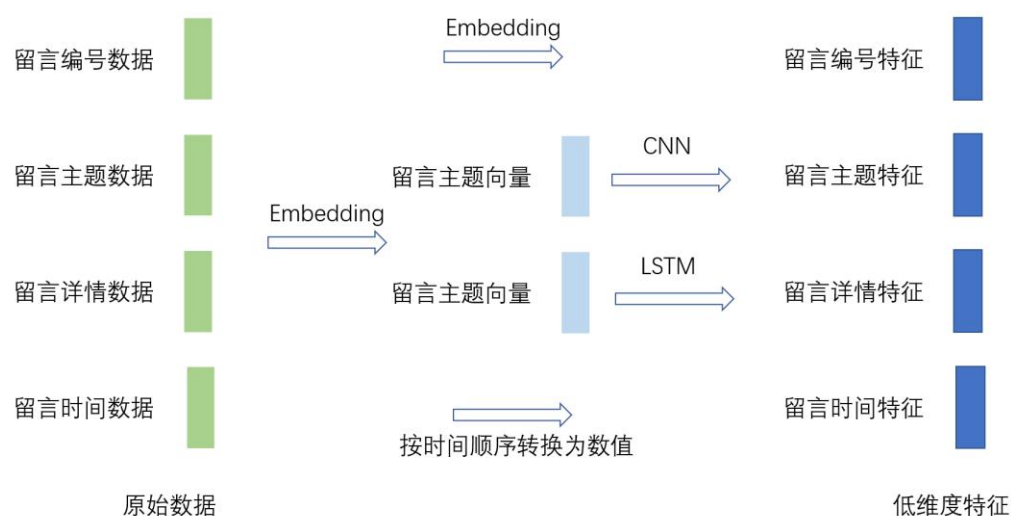 留言编号数据
Embedding
留言编号特征
留言主题数据
留言主题向量
CNN
留言主题特征
Embedding
留言详情数据
留言主题向量
LSTM
留言详情特征
留言时间数据
按时间顺序转换为数值
留言时间特征
原始数据
低维度特征